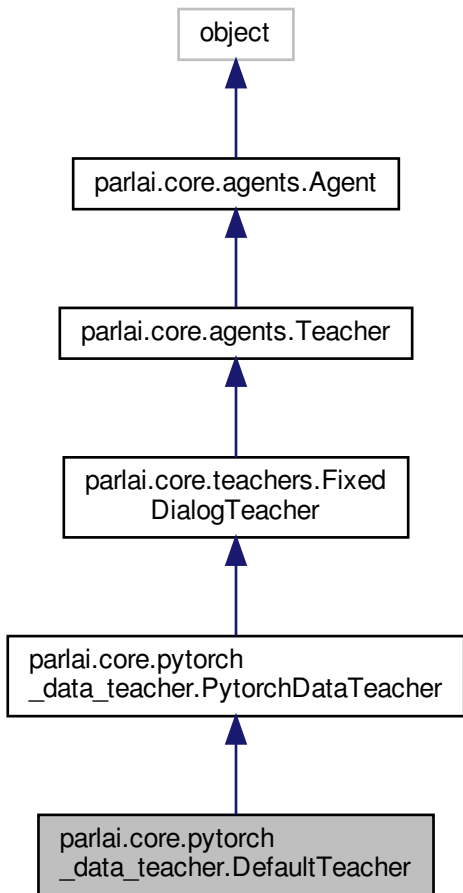 object
parlai.core.agents.Agent
parlai.core.agents.Teacher
parlai.core.teachers.Fixed
DialogTeacher
parlai.core.pytorch
_data_teacher.PytorchDataTeacher
parlai.core.pytorch
_data_teacher.DefaultTeacher